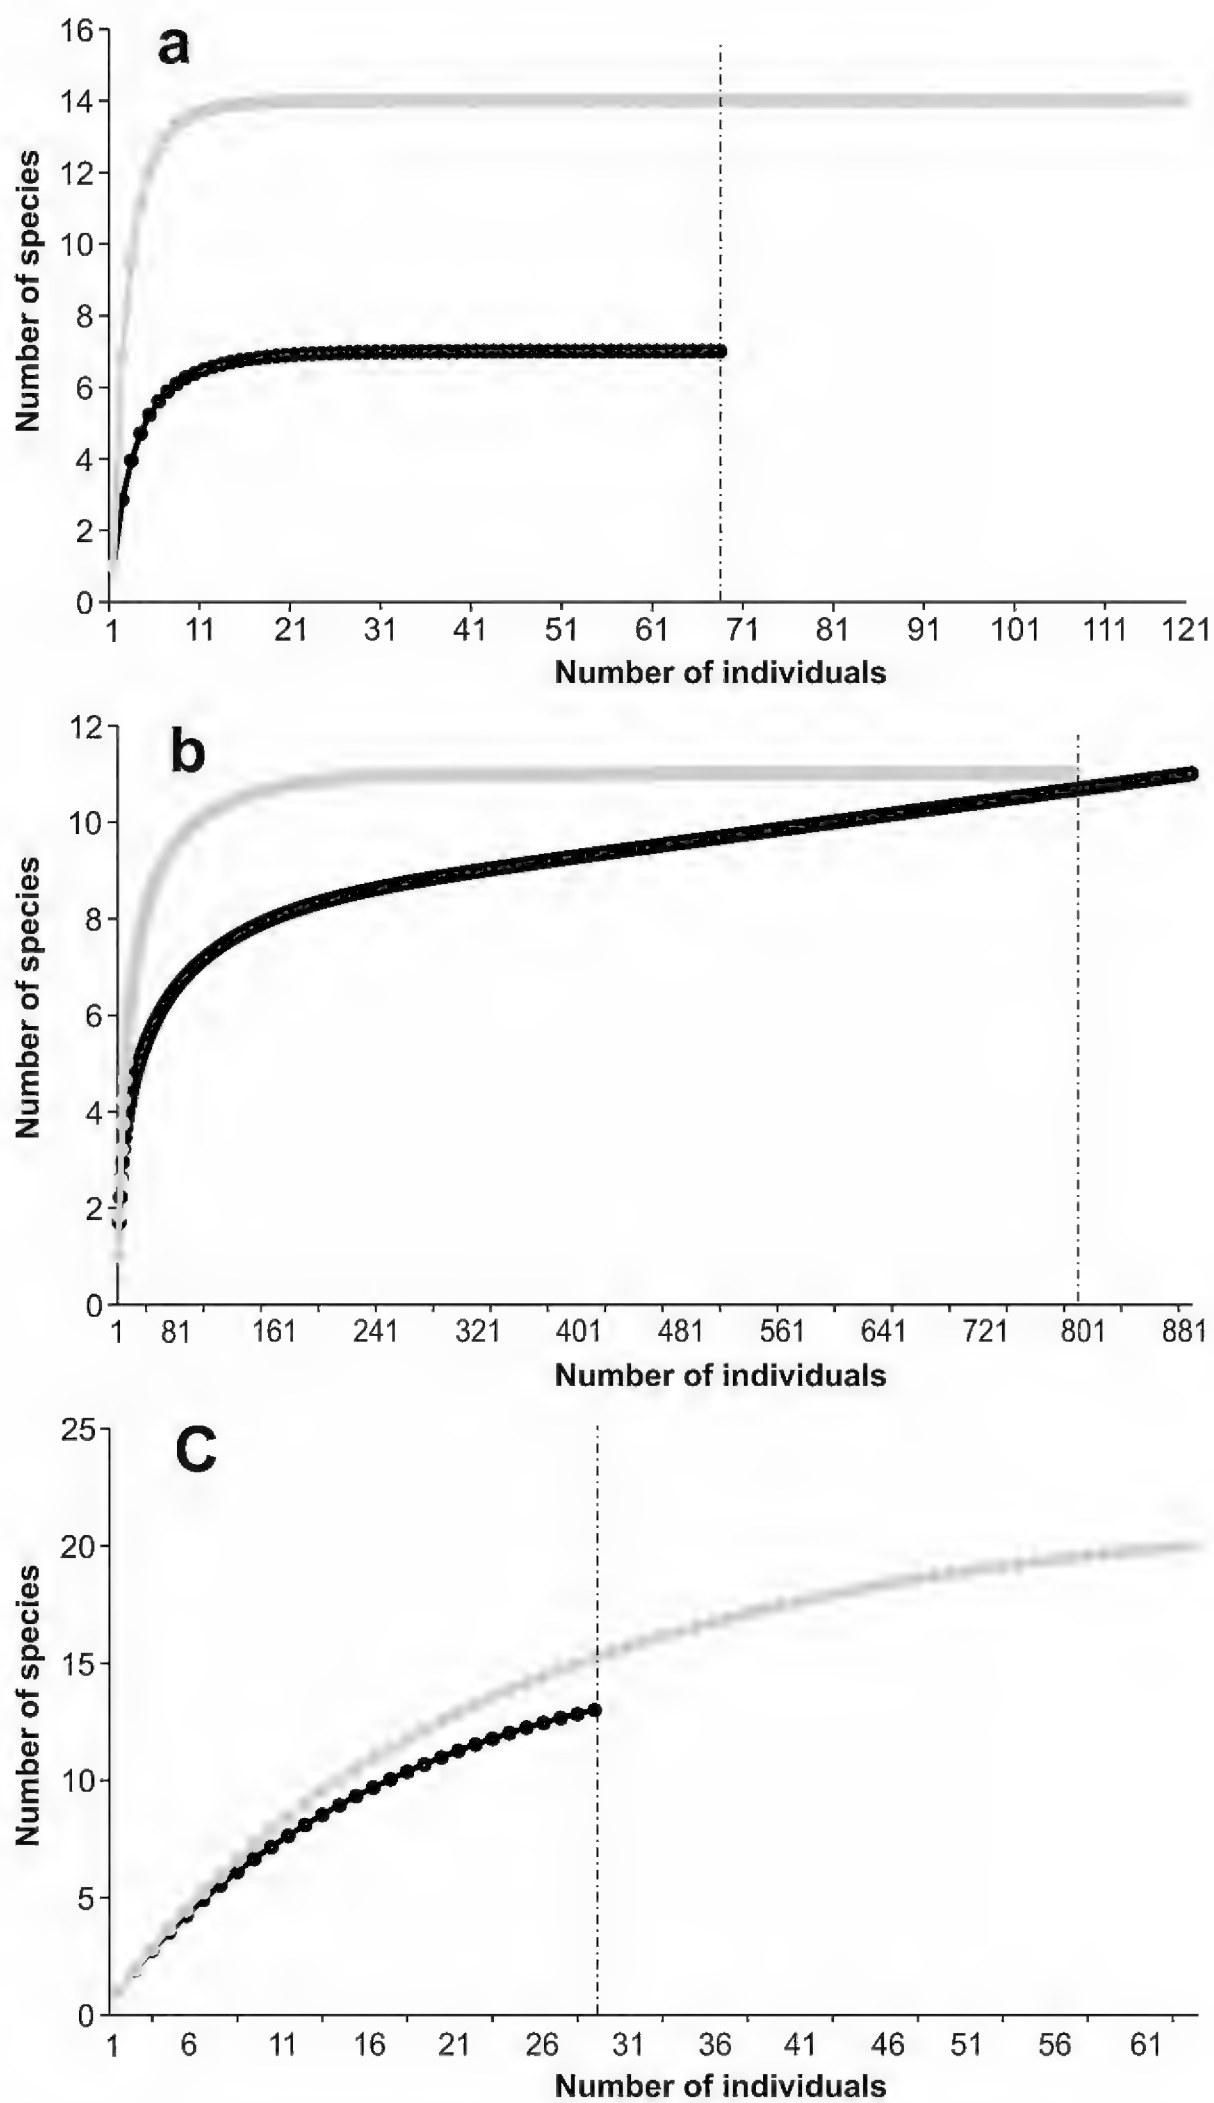 a
16
14
12
10
8
6
4
2
0
Number of species
1 11 21 31 41 51 61 71 81 91 101 111 121
Number of individuals
b
12
10
8
6
4
2
0
Number of species
1 81 161 241 321 401 481 561 641 721 801 881
Number of individuals
C
25
20
15
10
5
0
Number of species
1 6 11 16 21 26 31 36 41 46 51 56 61
Number of individuals